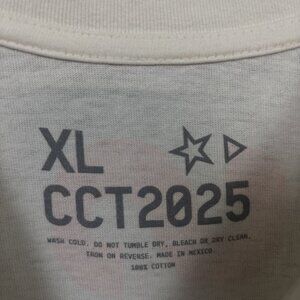 XL
CCT2025
WASH COLD. DO NOT TUMBLE DRY, BLEACH OR DRY CLEAN.
IRON ON REVERSE. MADE IN MEXICO.
100% COTTON